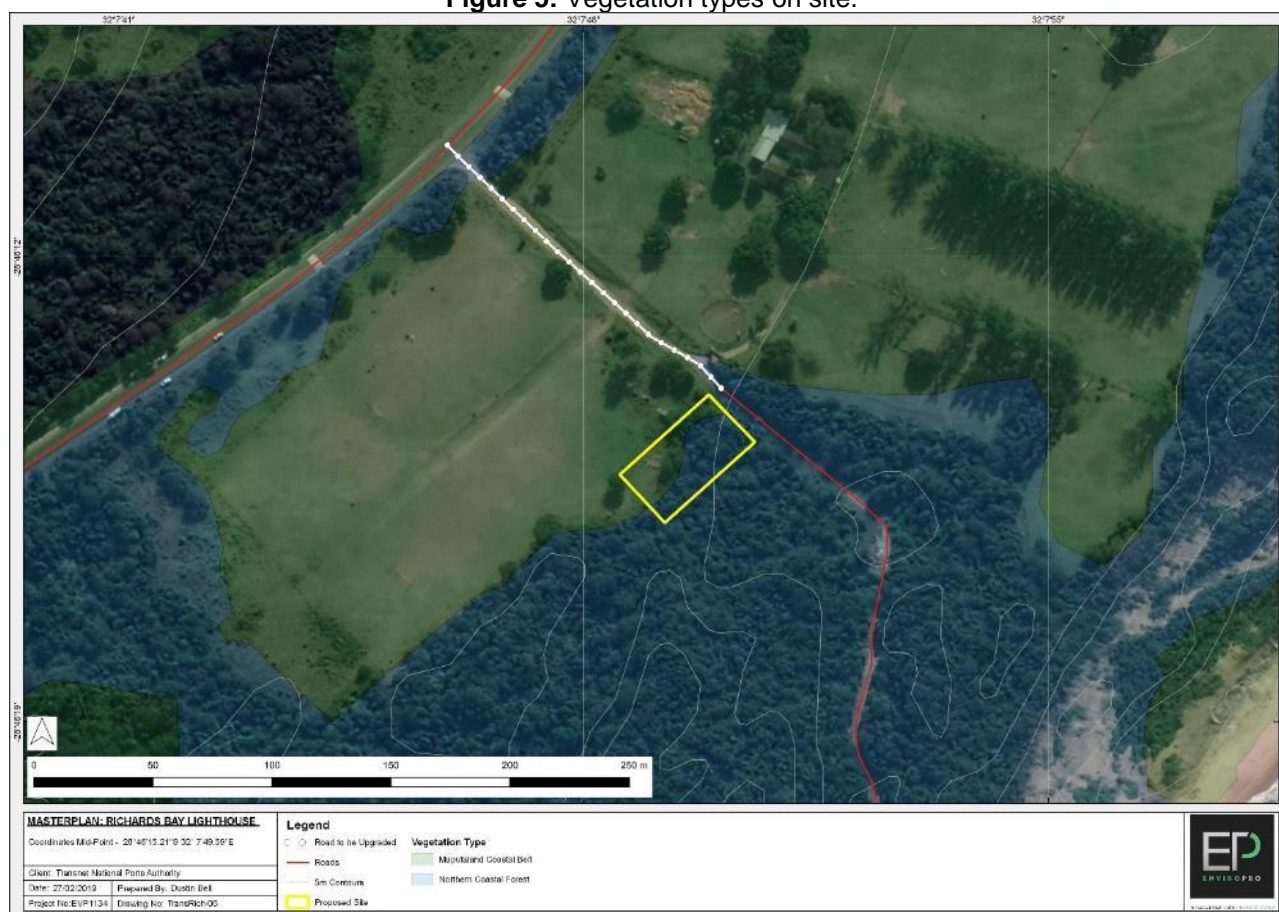 Figure 5: Vegetation types on site.
32°7'41"
32°7'48"
32°7'55"
-28°46'12"
-28°46'19"
0 50 100 150 200 250 m
MASTERPLAN: RICHARDS BAY LIGHTHOUSE
Coordinates Mid-Point - 28°46'15.21"S 32° 7'49.59"E
Client: Transnet National Ports Authority
Date: 27/02/2019 Prepared By: Dustin Bell
Project No:EVP1134 Drawing No: TransRich/05
Legend
Road to be Upgraded
Roads
5m Contours
Proposed Site
Vegetation Type
Maputaland Coastal Belt
Northern Coastal Forest
EP
ENVIROPRO